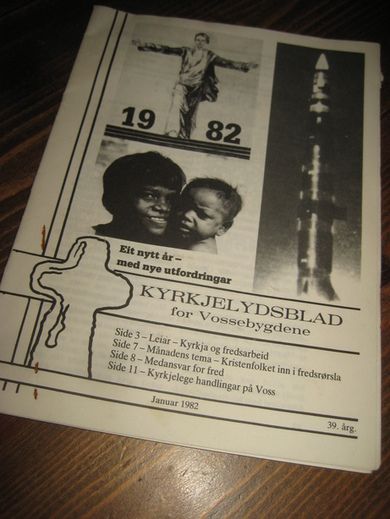 19 82
Eit nytt år –
med nye utfordringar
KYRKJELYDSBLAD
for Vossebygdene
Side 3 – Leiar – Kyrkja og fredsarbeid
Side 7 – Månadens tema – Kristenfolket inn i fredsrørsla
Side 8 – Medansvar for fred
Side 11 – Kyrkjelege handlingar på Voss
Januar 1982
39. årg.